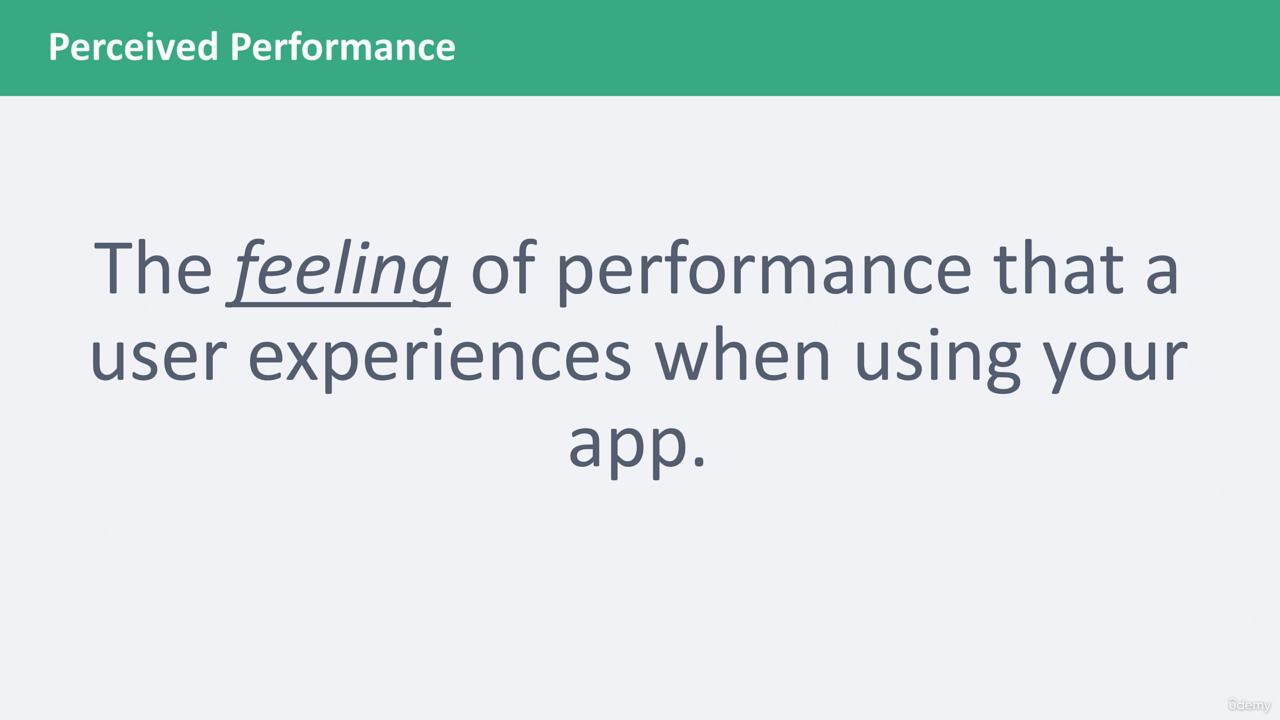 Perceived Performance
The feeling of performance that a
user experiences when using your
app.
ûdemy